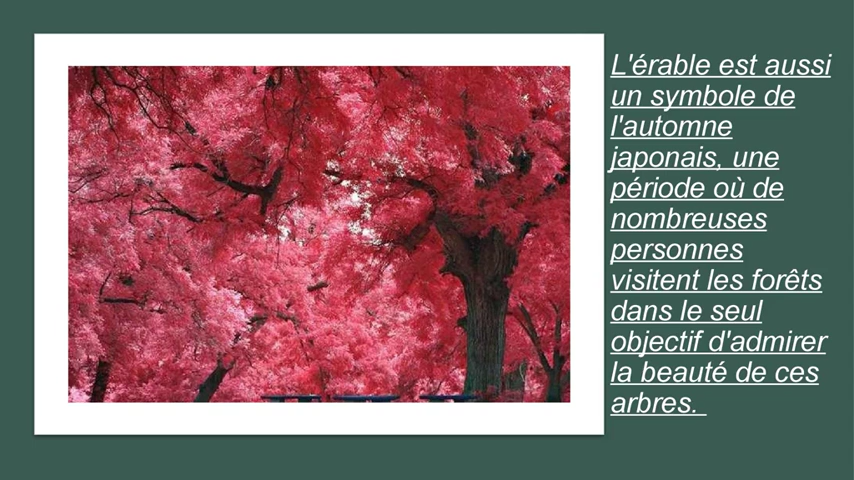 L'érable est aussi
un symbole de
l'automne
japonais, une
période où de
nombreuses
personnes
visitent les forêts
dans le seul
objectif d'admirer
la beauté de ces
arbres.